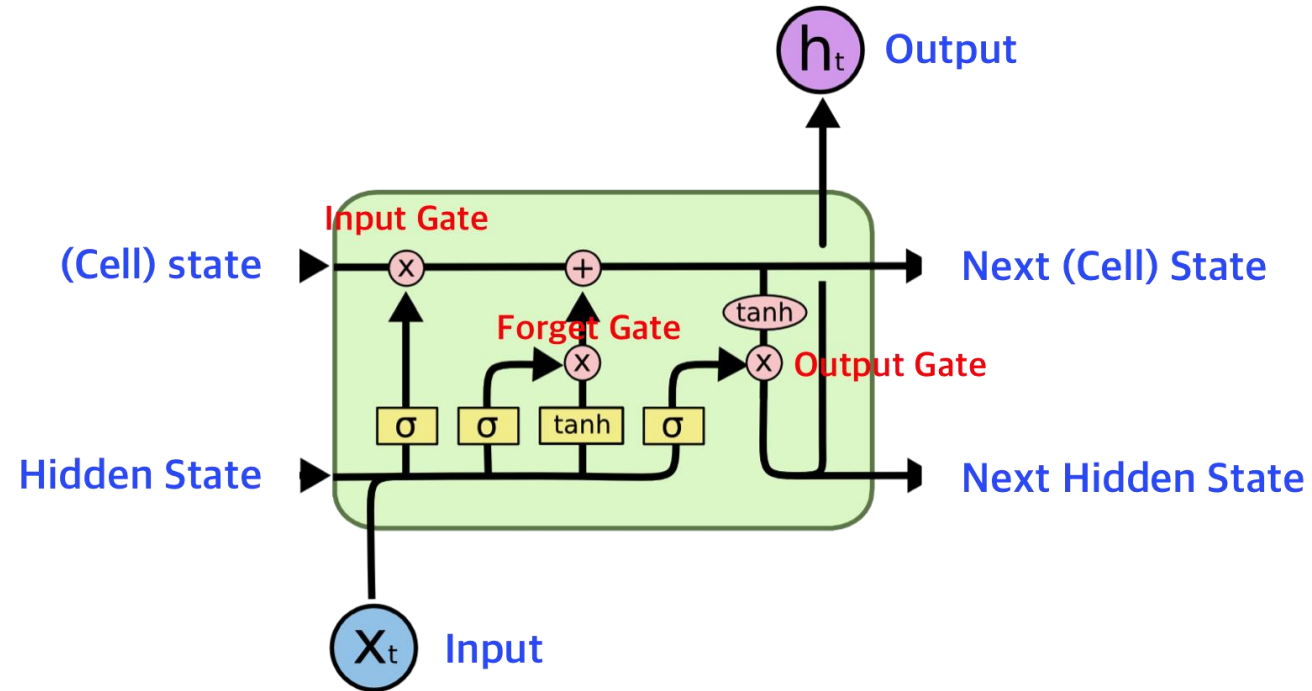 ht Output
Input Gate
(Cell) state x + Next (Cell) State
tanh
Forget Gate
x x Output Gate
σ σ tanh σ
Hidden State Next Hidden State
xt Input